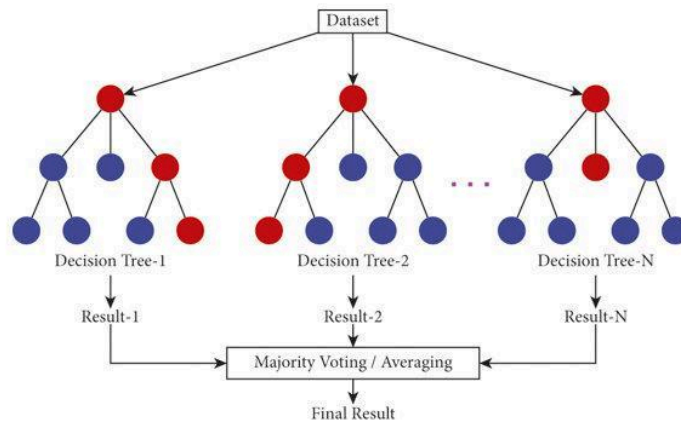 Dataset
Decision Tree-1
Decision Tree-2
Decision Tree-N
Result-1
Result-2
Result-N
Majority Voting / Averaging
Final Result